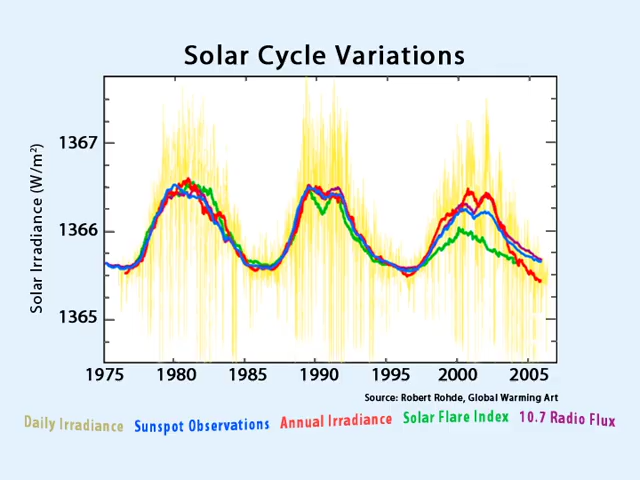 Solar Cycle Variations
Solar Irradiance (W/m²)
1367
1366
1365
1975 1980 1985 1990 1995 2000 2005
Source: Robert Rohde, Global Warming Art
Daily Irradiance Sunspot Observations Annual Irradiance Solar Flare Index 10.7 Radio Flux